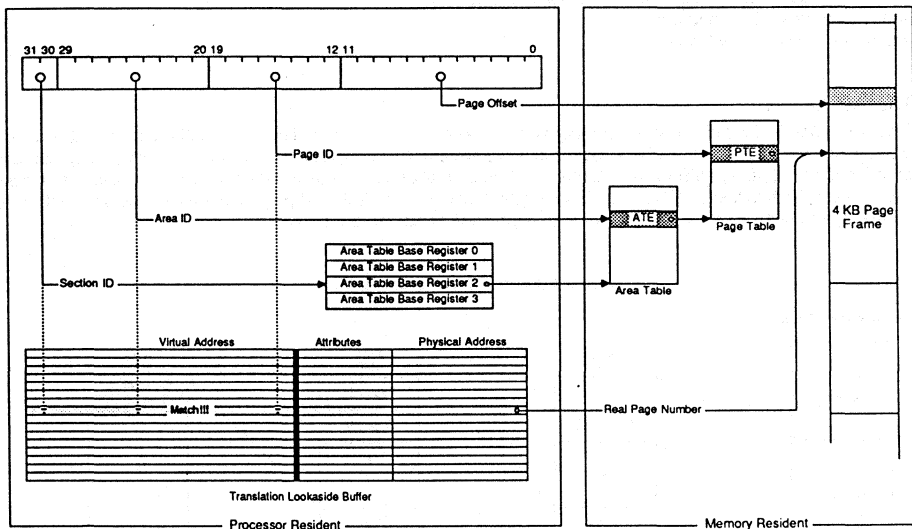 31 30 29 20 19 12 11 0
Page Offset
Page ID
PTE
Area ID
ATE
Page Table
4 KB Page
Frame
Area Table Base Register 0
Area Table Base Register 1
Section ID
Area Table Base Register 2
Area Table Base Register 3
Area Table
Virtual Address Attributes Physical Address
Match!!!
Real Page Number
Translation Lookaside Buffer
Processor Resident
Memory Resident